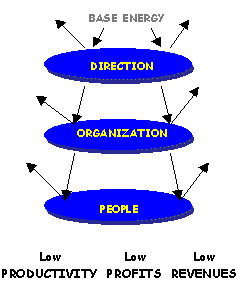 BASE ENERGY
DIRECTION
ORGANIZATION
PEOPLE
Low Low Low
PRODUCTIVITY PROFITS REVENUES